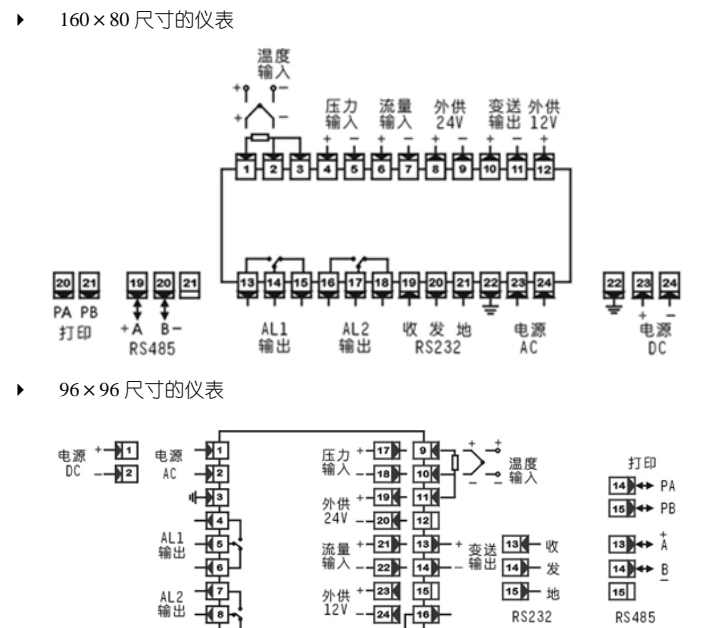 160×80 尺寸的仪表
温度
输入
+ −
+ −
压力 流量 外供 变送 外供
输入 输入 24V 输出 12V
+ − + − + − + − +
1 2 3 4 5 6 7 8 9 10 11 12
20 21 19 20 21 13 14 15 16 17 18 19 20 21 22 23 24 22 23 24
PA PB +A B− AL1 AL2 收 发 地 电源 + −
打印 RS485 输出 输出 RS232 AC 电源
DC
96×96 尺寸的仪表
电源 + 1 电源 1 压力 + 17 9 + + 温度 打印
DC − 2 AC 2 输入 − 18 10 − − 输入 14 PA
3 外供 + 19 11 15 PB
4 24V − 20 12
AL1 5 流量 + 21 13 + 变送 13 收 13 + A
输出 6 输入 − 22 14 − 输出 14 发 14 B −
AL2 7 外供 + 23 15 15 地 15
输出 8 12V − 24 16 RS232 RS485